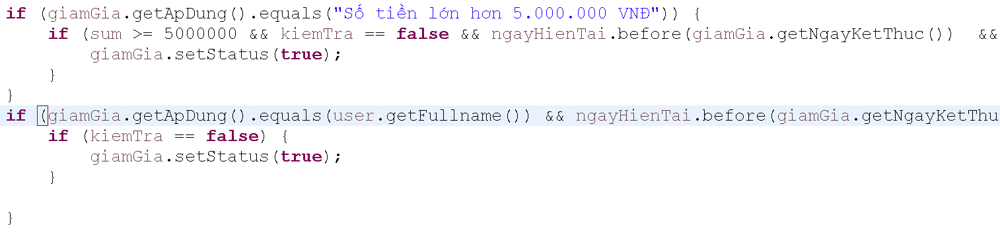 if (giamGia.getApDung().equals("Số tiền lớn hơn 5.000.000 VNĐ")) {
if (sum >= 5000000 && kiemTra == false && ngayHienTai.before(giamGia.getNgayKetThuc())  &&
giamGia.setStatus(true);
}
}
if (giamGia.getApDung().equals(user.getFullname()) && ngayHienTai.before(giamGia.getNgayKetThu
if (kiemTra == false) {
giamGia.setStatus(true);
}
}